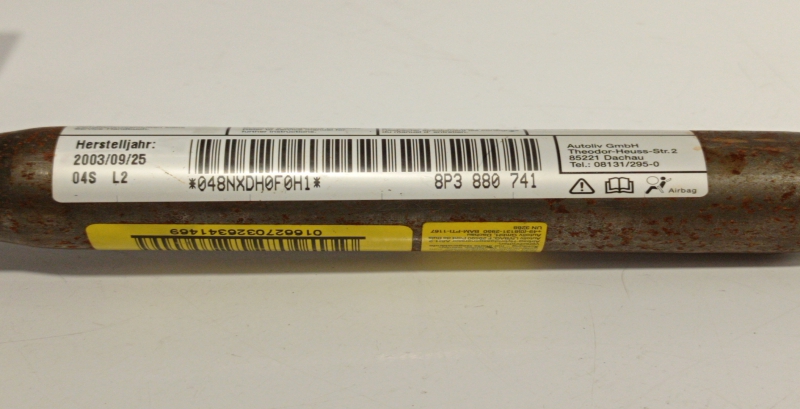 Herstelljahr:
2003/09/25
04S L2
*048NXDH0F0H1*
8P3 880 741
Autoliv GmbH
Theodor-Heuss-Str.2
85221 Dachau
Tel.: 08131/295-0
Airbag
0166270326341469